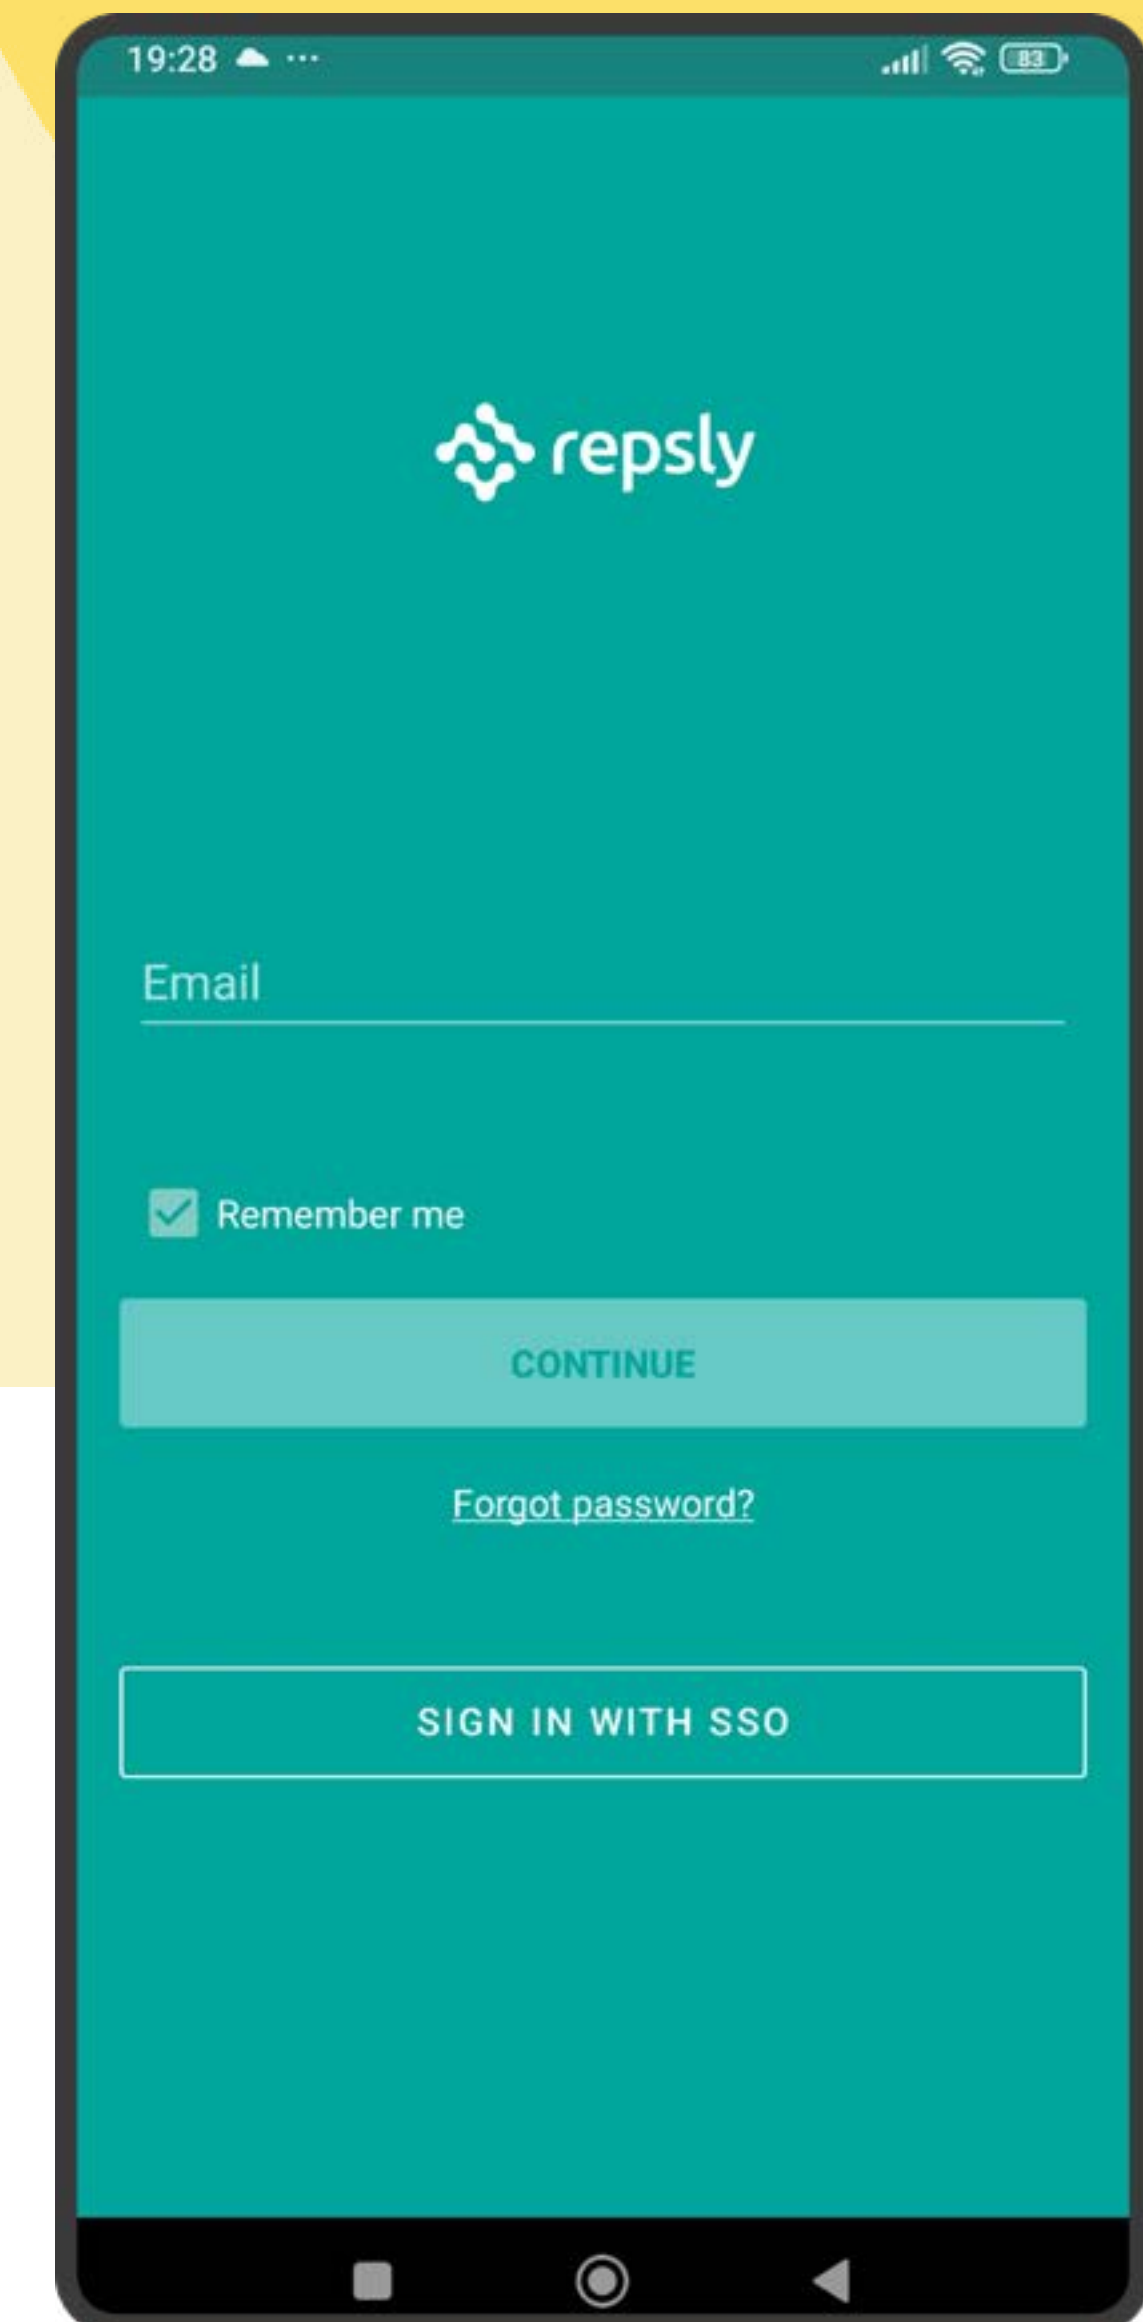 19:28
83
repsly
Email
Remember me
CONTINUE
Forgot password?
SIGN IN WITH SSO